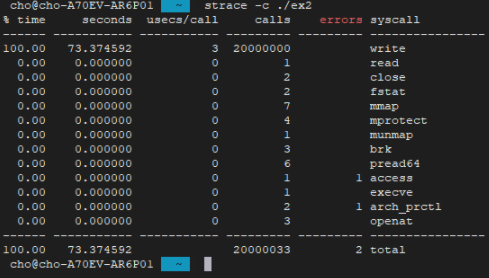 cho@cho-A70EV-AR6P01 ~ strace -c ./ex2
% time seconds usecs/call calls errors syscall
------ ----------- ----------- --------- --------- ----------------
100.00 73.374592 3 20000000 write
0.00 0.000000 0 1 read
0.00 0.000000 0 2 close
0.00 0.000000 0 2 fstat
0.00 0.000000 0 7 mmap
0.00 0.000000 0 4 mprotect
0.00 0.000000 0 1 munmap
0.00 0.000000 0 3 brk
0.00 0.000000 0 6 pread64
0.00 0.000000 0 1 1 access
0.00 0.000000 0 1 execve
0.00 0.000000 0 2 1 arch_prctl
0.00 0.000000 0 3 openat
------ ----------- ----------- --------- --------- ----------------
100.00 73.374592 20000033 2 total
cho@cho-A70EV-AR6P01 ~